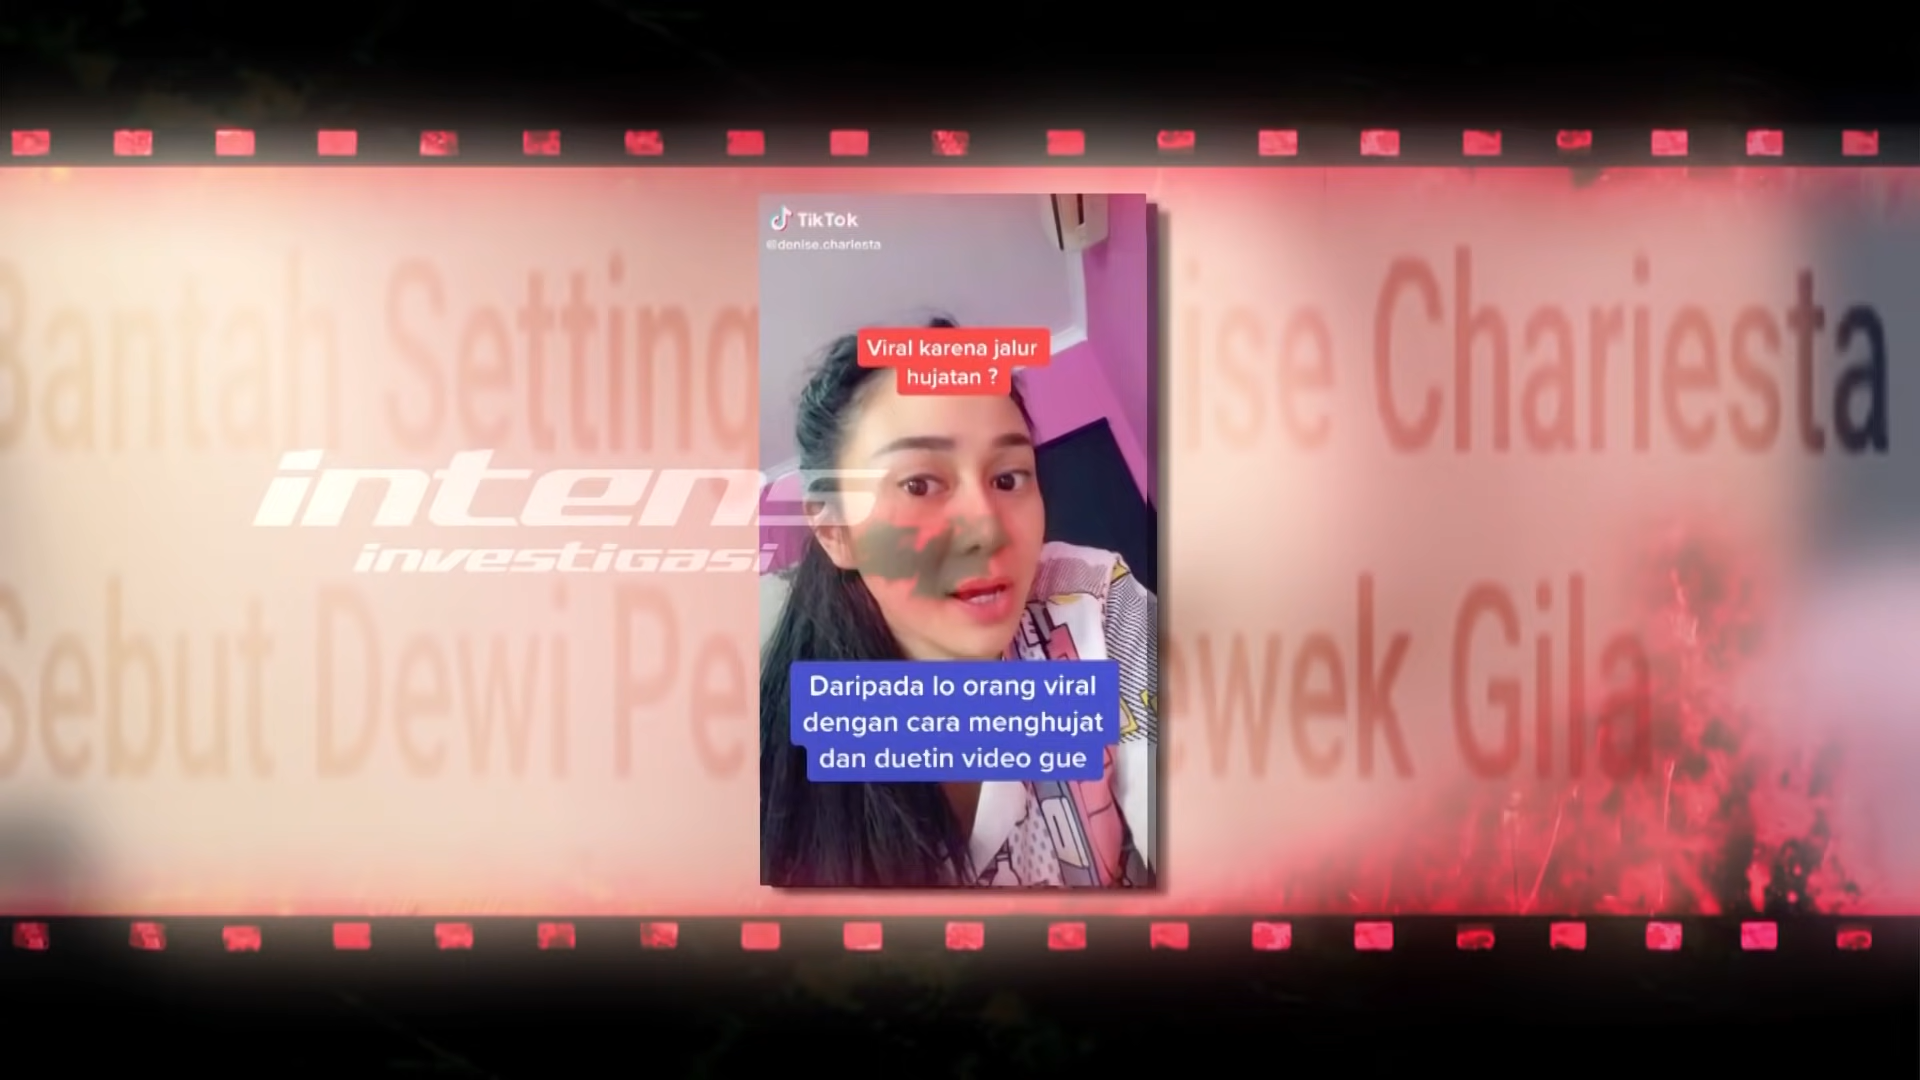 TikTok
@denise.chariesta
Viral karena jalur
hujatan ?
Bantah Setting
ise Chariesta
intens
investigasi
Sebut Dewi Pe
ewek Gila
Daripada lo orang viral
dengan cara menghujat
dan duetin video gue